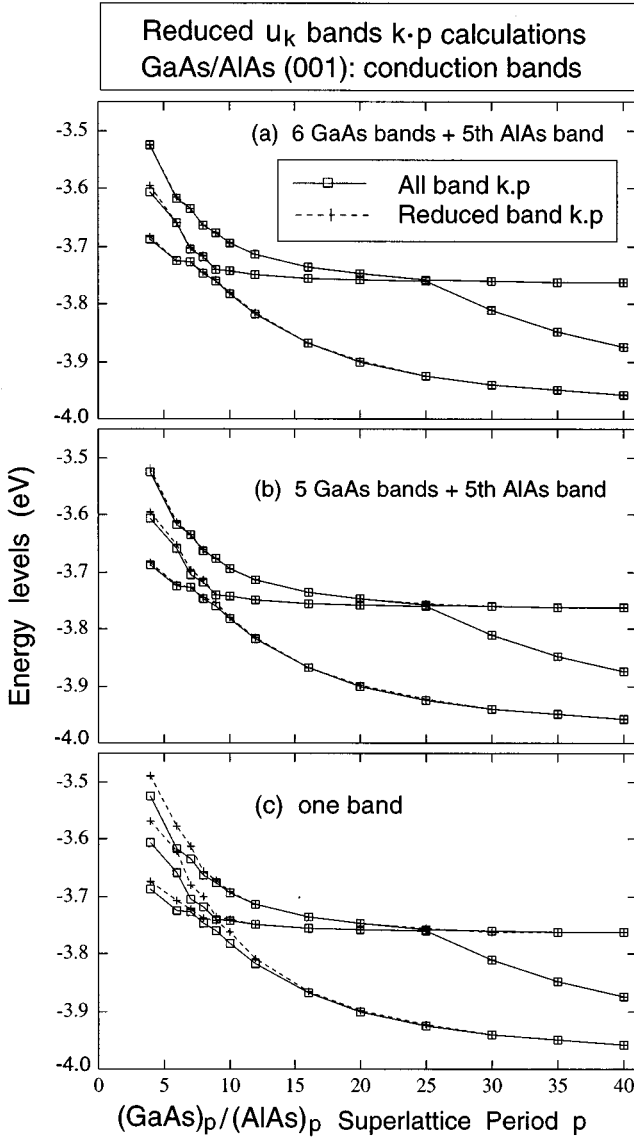 Reduced uk bands k·p calculations
GaAs/AlAs (001): conduction bands
(a) 6 GaAs bands + 5th AlAs band
All band k.p
Reduced band k.p
-3.5
-3.6
-3.7
-3.8
-3.9
-4.0
(b) 5 GaAs bands + 5th AlAs band
-3.5
-3.6
-3.7
-3.8
-3.9
-4.0
(c) one band
-3.5
-3.6
-3.7
-3.8
-3.9
-4.0
Energy levels (eV)
0 5 10 15 20 25 30 35 40
(GaAs)p/(AlAs)p Superlattice Period p